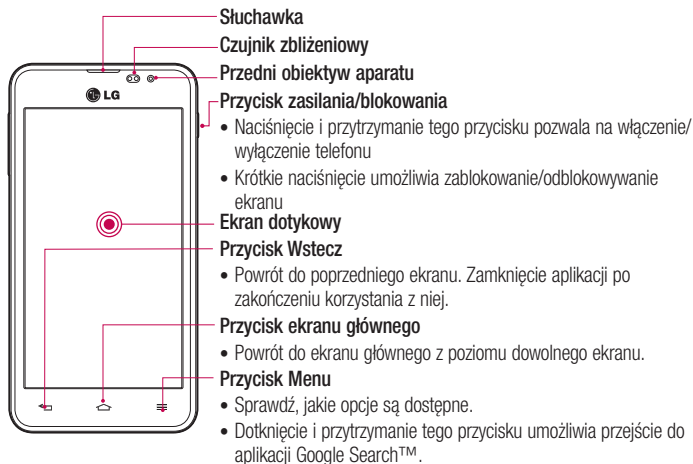 Słuchawka
Czujnik zbliżeniowy
Przedni obiektyw aparatu
LG
Przycisk zasilania/blokowania
• Naciśnięcie i przytrzymanie tego przycisku pozwala na włączenie/
wyłączenie telefonu
• Krótkie naciśnięcie umożliwia zablokowanie/odblokowywanie
ekranu
Ekran dotykowy
Przycisk Wstecz
• Powrót do poprzedniego ekranu. Zamknięcie aplikacji po
zakończeniu korzystania z niej.
Przycisk ekranu głównego
• Powrót do ekranu głównego z poziomu dowolnego ekranu.
Przycisk Menu
• Sprawdź, jakie opcje są dostępne.
• Dotknięcie i przytrzymanie tego przycisku umożliwia przejście do
aplikacji Google Search™.